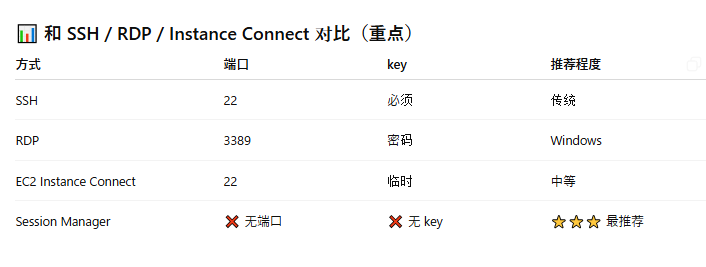 📊 和 SSH / RDP / Instance Connect 对比（重点）
方式 端口 key 推荐程度
SSH 22 必须 传统
RDP 3389 密码 Windows
EC2 Instance Connect 22 临时 中等
Session Manager ❌ 无端口 ❌ 无 key ⭐⭐⭐ 最推荐